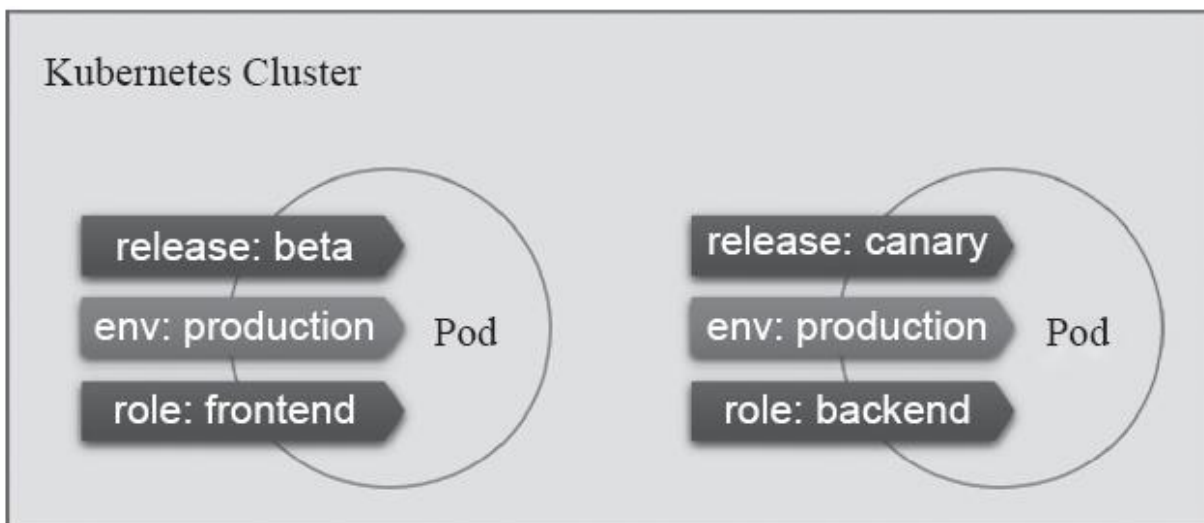 Kubernetes Cluster
release: beta
env: production
Pod
role: frontend
release: canary
env: production
Pod
role: backend